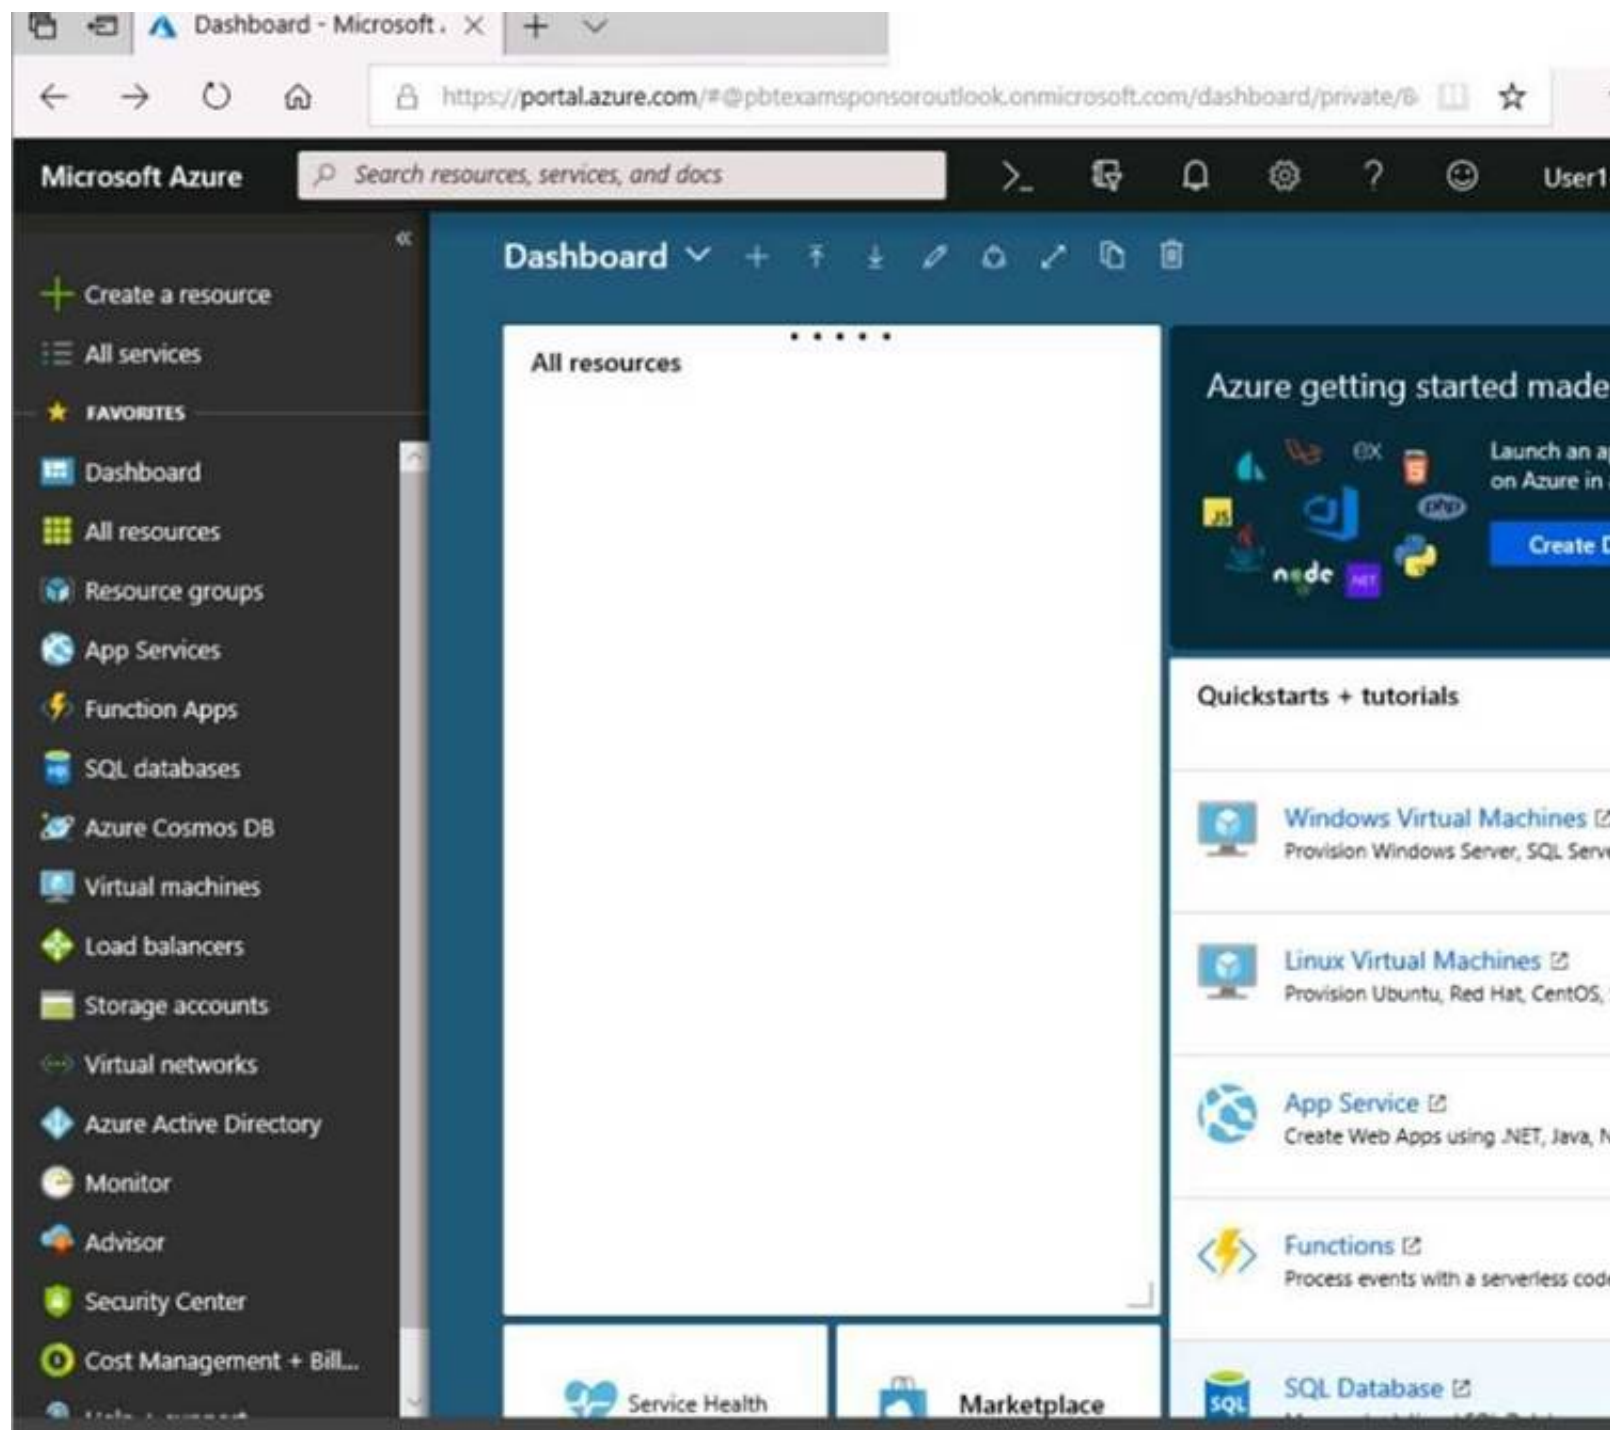 Dashboard - Microsoft
https://portal.azure.com/#@pbtexamsponsoroutlook.onmicrosoft.com/dashboard/private/
Microsoft Azure
Search resources, services, and docs
>_
?
User1
Dashboard
Create a resource
All services
FAVORITES
Dashboard
All resources
Resource groups
App Services
Function Apps
SQL databases
Azure Cosmos DB
Virtual machines
Load balancers
Storage accounts
Virtual networks
Azure Active Directory
Monitor
Advisor
Security Center
Cost Management + Bill...
All resources
Service Health
Marketplace
Azure getting started made
Launch an
on Azure in
ex
JS
php
node
.NET
Create
Quickstarts + tutorials
Windows Virtual Machines
Provision Windows Server, SQL
Linux Virtual Machines
Provision Ubuntu, Red Hat, CentOS,
App Service
Create Web Apps using .NET, Java,
Functions
Process events with a serverless
SQL
SQL Database